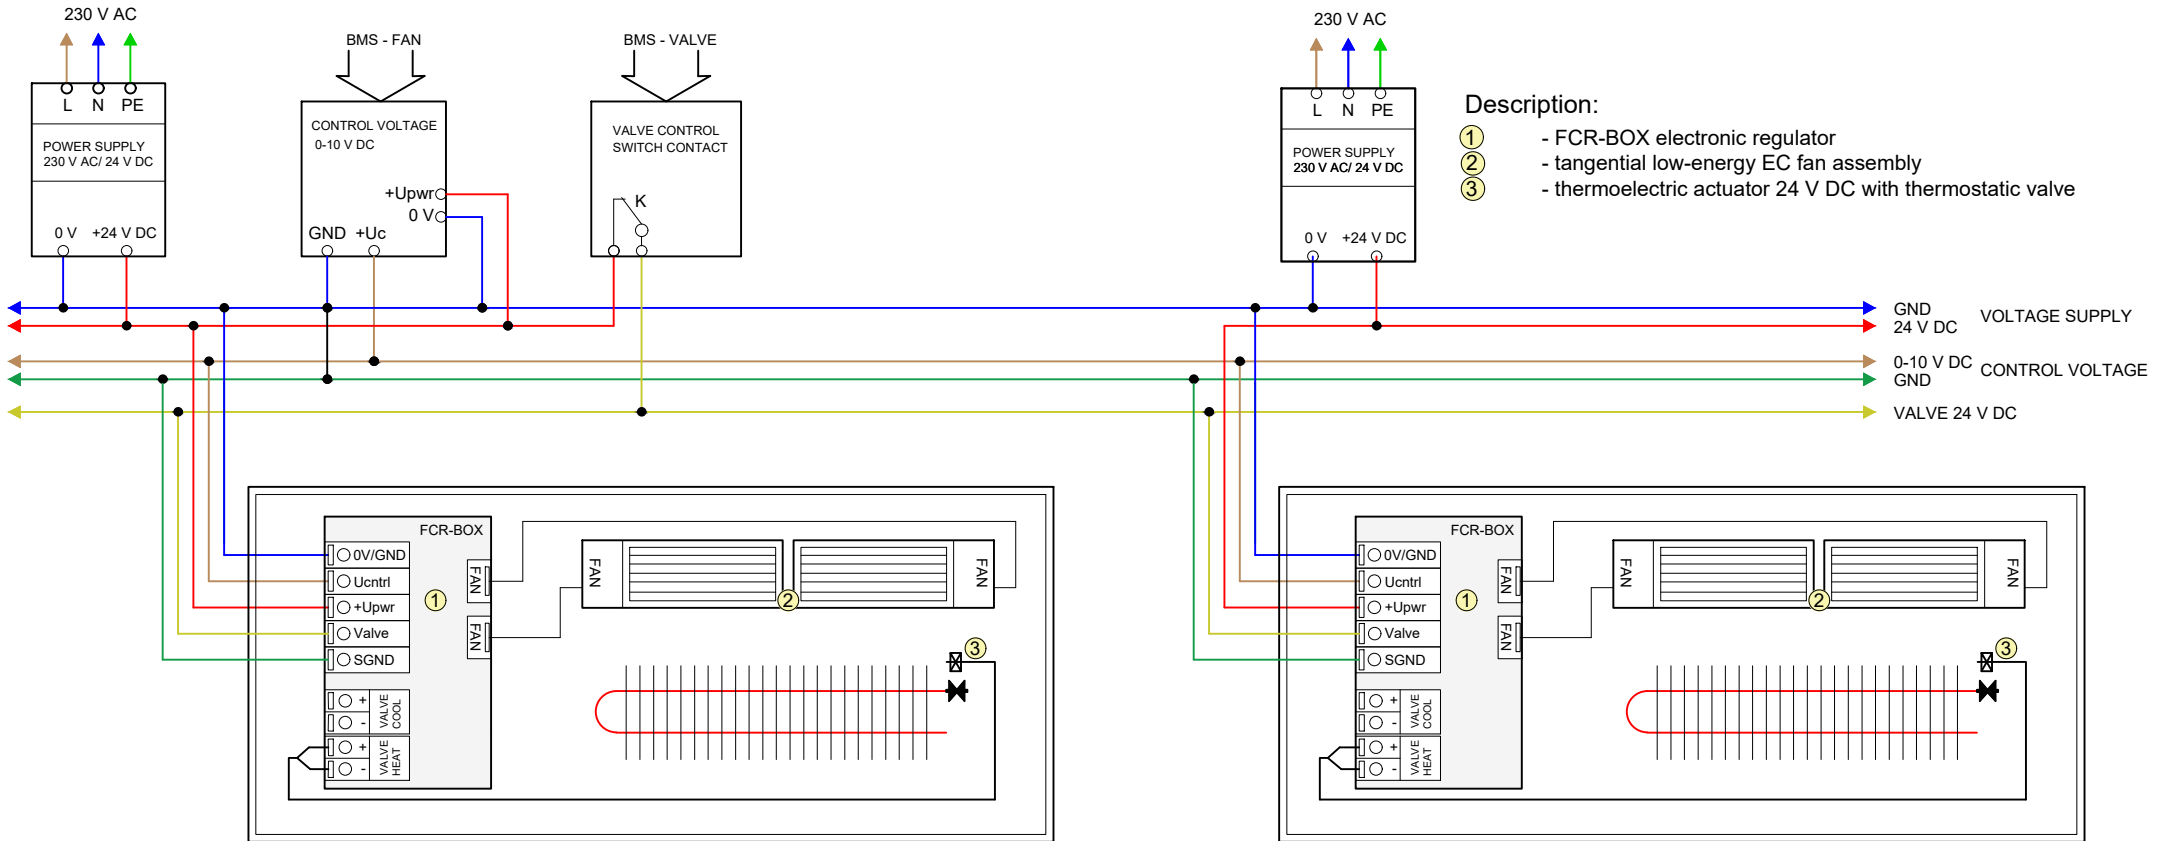 230 V AC
L N PE
POWER SUPPLY
230 V AC/ 24 V DC
0 V +24 V DC
BMS - FAN
CONTROL VOLTAGE
0-10 V DC
+Upwr
0 V
GND +Uc
BMS - VALVE
VALVE CONTROL
SWITCH CONTACT
K
230 V AC
L N PE
POWER SUPPLY
230 V AC/ 24 V DC
0 V +24 V DC
Description:
1 - FCR-BOX electronic regulator
2 - tangential low-energy EC fan assembly
3 - thermoelectric actuator 24 V DC with thermostatic valve
GND
24 V DC
VOLTAGE SUPPLY
0-10 V DC
GND
CONTROL VOLTAGE
VALVE 24 V DC
FCR-BOX
0V/GND
Ucntrl
+Upwr
Valve
SGND
+
-
VALVE
COOL
+
-
VALVE
HEAT
1
FAN
FAN
FAN
FAN
2
3
FCR-BOX
0V/GND
Ucntrl
+Upwr
Valve
SGND
+
-
VALVE
COOL
+
-
VALVE
HEAT
1
FAN
FAN
FAN
FAN
2
3